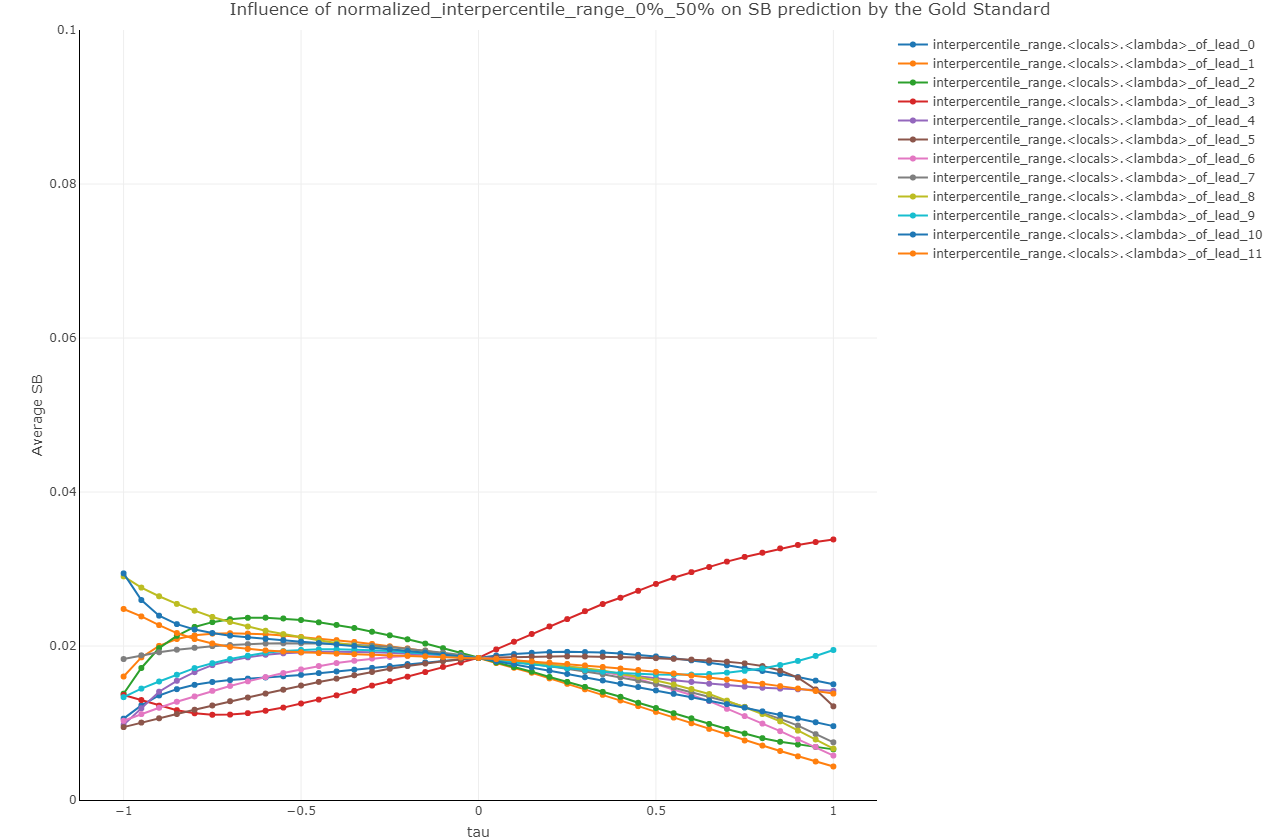 Influence of normalized_interpercentile_range_0%_50% on SB prediction by the Gold Standard
0.1
0.08
0.06
0.04
0.02
0
Average SB
−1
−0.5
0
0.5
1
tau
interpercentile_range.<locals>.<lambda>_of_lead_0
interpercentile_range.<locals>.<lambda>_of_lead_1
interpercentile_range.<locals>.<lambda>_of_lead_2
interpercentile_range.<locals>.<lambda>_of_lead_3
interpercentile_range.<locals>.<lambda>_of_lead_4
interpercentile_range.<locals>.<lambda>_of_lead_5
interpercentile_range.<locals>.<lambda>_of_lead_6
interpercentile_range.<locals>.<lambda>_of_lead_7
interpercentile_range.<locals>.<lambda>_of_lead_8
interpercentile_range.<locals>.<lambda>_of_lead_9
interpercentile_range.<locals>.<lambda>_of_lead_10
interpercentile_range.<locals>.<lambda>_of_lead_11